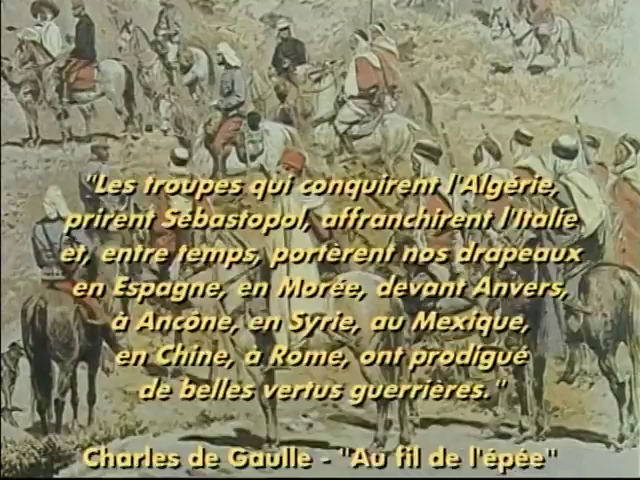 "Les troupes qui conquirent l'Algérie,
prirent Sébastopol, affranchirent l'Italie
et, entre temps, portèrent nos drapeaux
en Espagne, en Morée, devant Anvers,
à Ancône, en Syrie, au Mexique,
en Chine, à Rome, ont prodigué
de belles vertus guerrières."
Charles de Gaulle - "Au fil de l'épée"